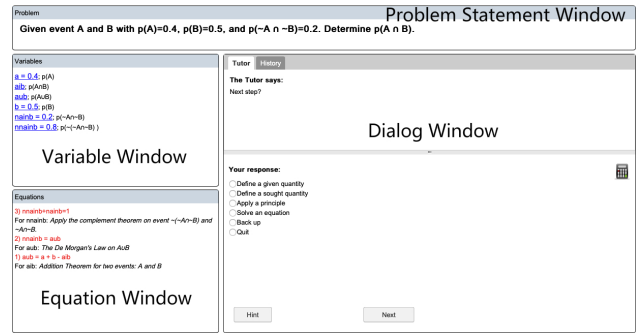 Problem
Problem Statement Window
Given event A and B with p(A)=0.4, p(B)=0.5, and p(~A ∩ ~B)=0.2. Determine p(A ∩ B).
Variables
a = 0.4; p(A)
aib; p(A∩B)
aub; p(A∪B)
b = 0.5; p(B)
nainb = 0.2; p(~A∩~B)
nnainb = 0.8; p(~(~A∩~B) )
Variable Window
Equations
3) nnainb+nainb=1
For nnainb: Apply the complement theorem on event ~(~A∩~B) and
~A∩~B.
2) nnainb = aub
For aub: The De Morgan's Law on A∪B
1) aub = a + b - aib
For aib: Addition Theorem for two events: A and B
Equation Window
Tutor History
The Tutor says:
Next step?
Dialog Window
Your response:
Define a given quantity
Define a sought quantity
Apply a principle
Solve an equation
Back up
Quit
Hint Next